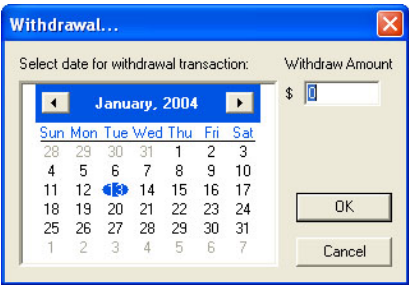 Withdrawal...
Select date for withdrawal transaction: Withdraw Amount
January, 2004 $ 0
Sun Mon Tue Wed Thu Fri Sat
28 29 30 31 1 2 3
4 5 6 7 8 9 10
11 12 13 14 15 16 17
18 19 20 21 22 23 24 OK
25 26 27 28 29 30 31
1 2 3 4 5 6 7 Cancel